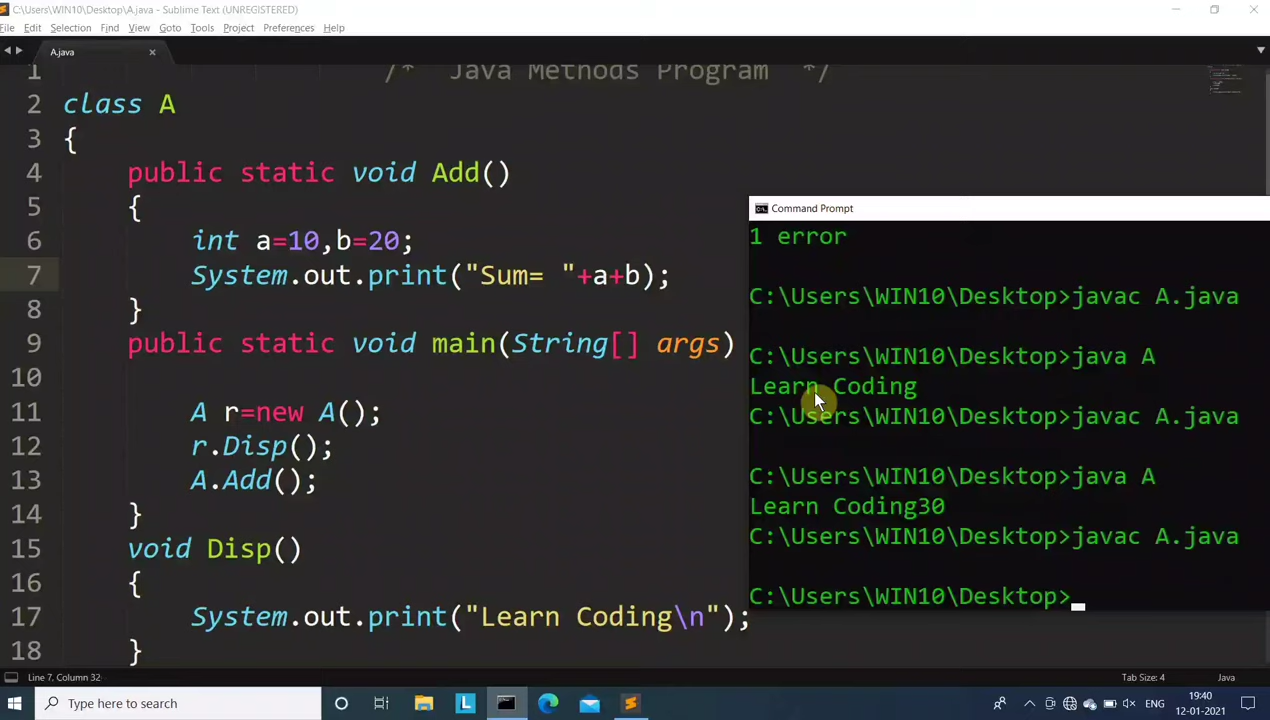 C:\Users\WIN10\Desktop\A.java - Sublime Text (UNREGISTERED)
File Edit Selection Find View Goto Tools Project Preferences Help
A.java
1 /* Java Methods Program */
2 class A
3 {
4 public static void Add()
5 {
6 int a=10,b=20;
7 System.out.print("Sum= "+a+b);
8 }
9 public static void main(String[] args)
10
11 A r=new A();
12 r.Disp();
13 A.Add();
14 }
15 void Disp()
16 {
17 System.out.print("Learn Coding\n");
18 }
Command Prompt
1 error
C:\Users\WIN10\Desktop>javac A.java
C:\Users\WIN10\Desktop>java A
Learn Coding
C:\Users\WIN10\Desktop>javac A.java
C:\Users\WIN10\Desktop>java A
Learn Coding30
C:\Users\WIN10\Desktop>javac A.java
C:\Users\WIN10\Desktop>
Line 7, Column 32
Tab Size: 4
Java
Type here to search
L
ENG
19:40
12-01-2021